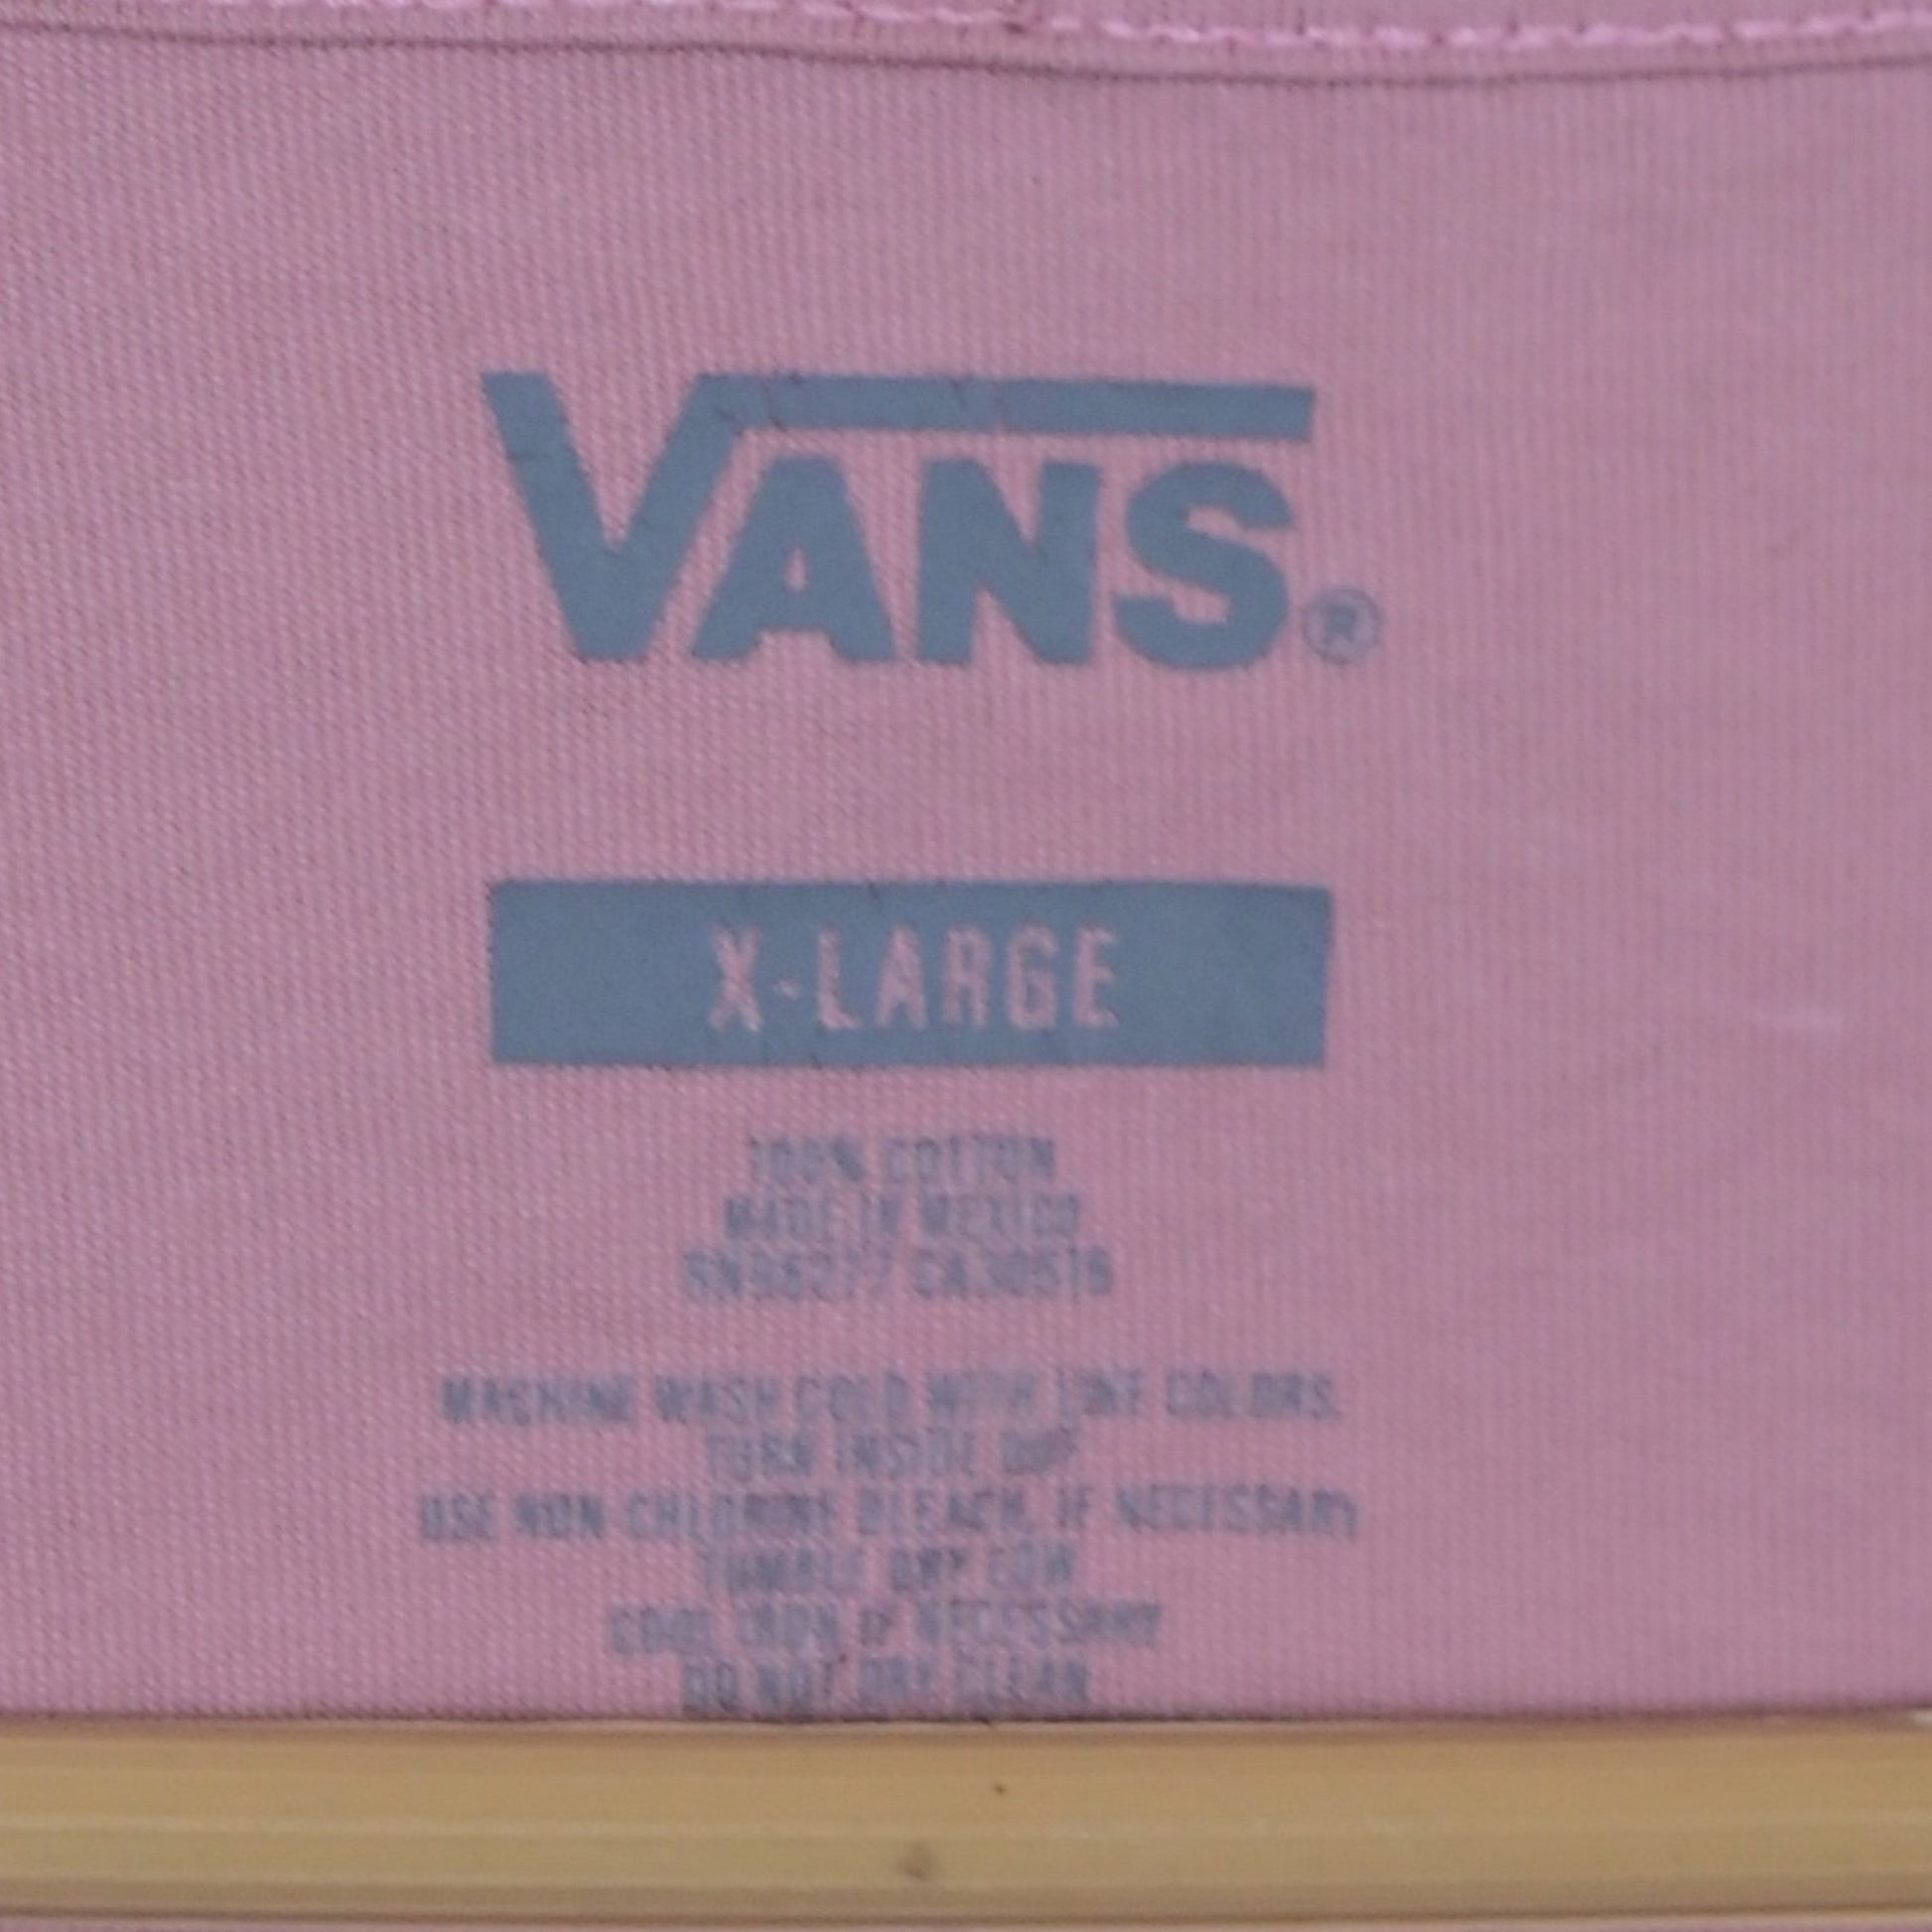 VANS®
X-LARGE
100% COTTON
MADE IN MEXICO
CA30516
MACHINE WASH COLD WITH LIKE COLORS.
TURN INSIDE OUT
USE NON-CHLORINE BLEACH, IF NECESSARY
TUMBLE DRY LOW
COOL IRON IF NECESSARY
DO NOT DRY CLEAN